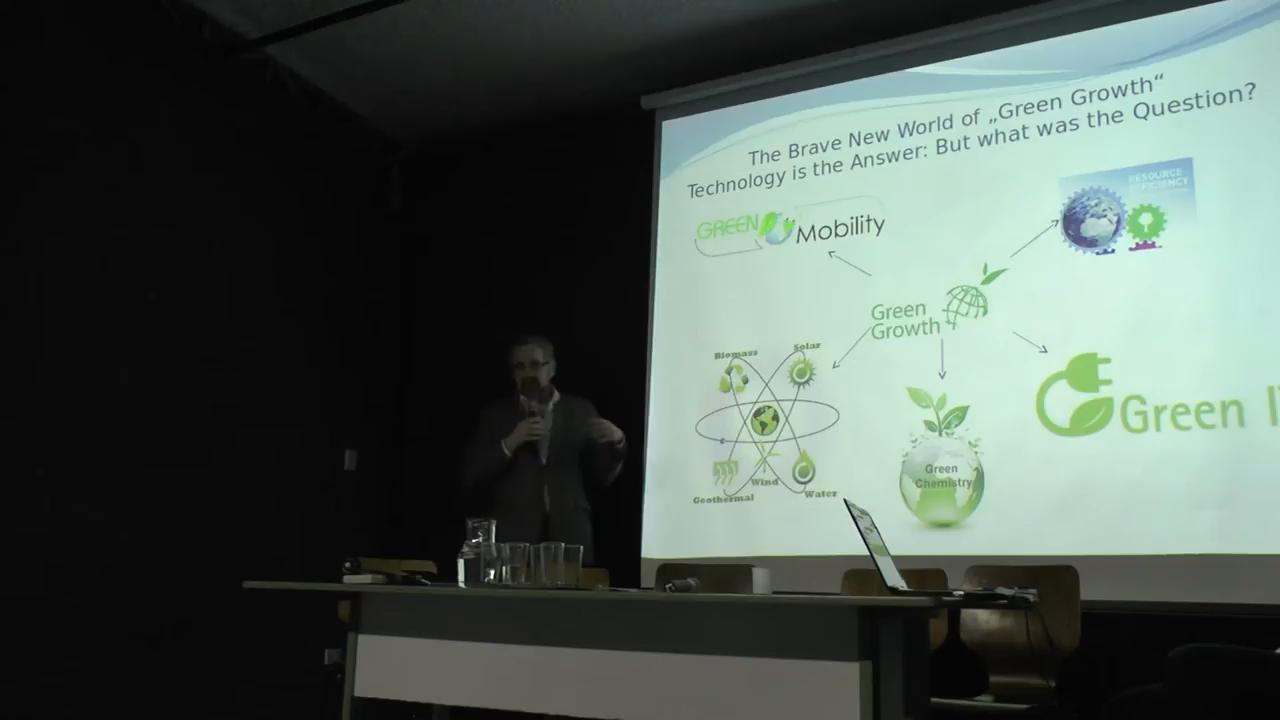 The Brave New World of „Green Growth“
Technology is the Answer: But what was the Question?
GREEN Mobility
RESOURCE
EFFICIENCY
Green
Growth
Biomass
Solar
Geothermal
Wind
Water
Green
Chemistry
Green